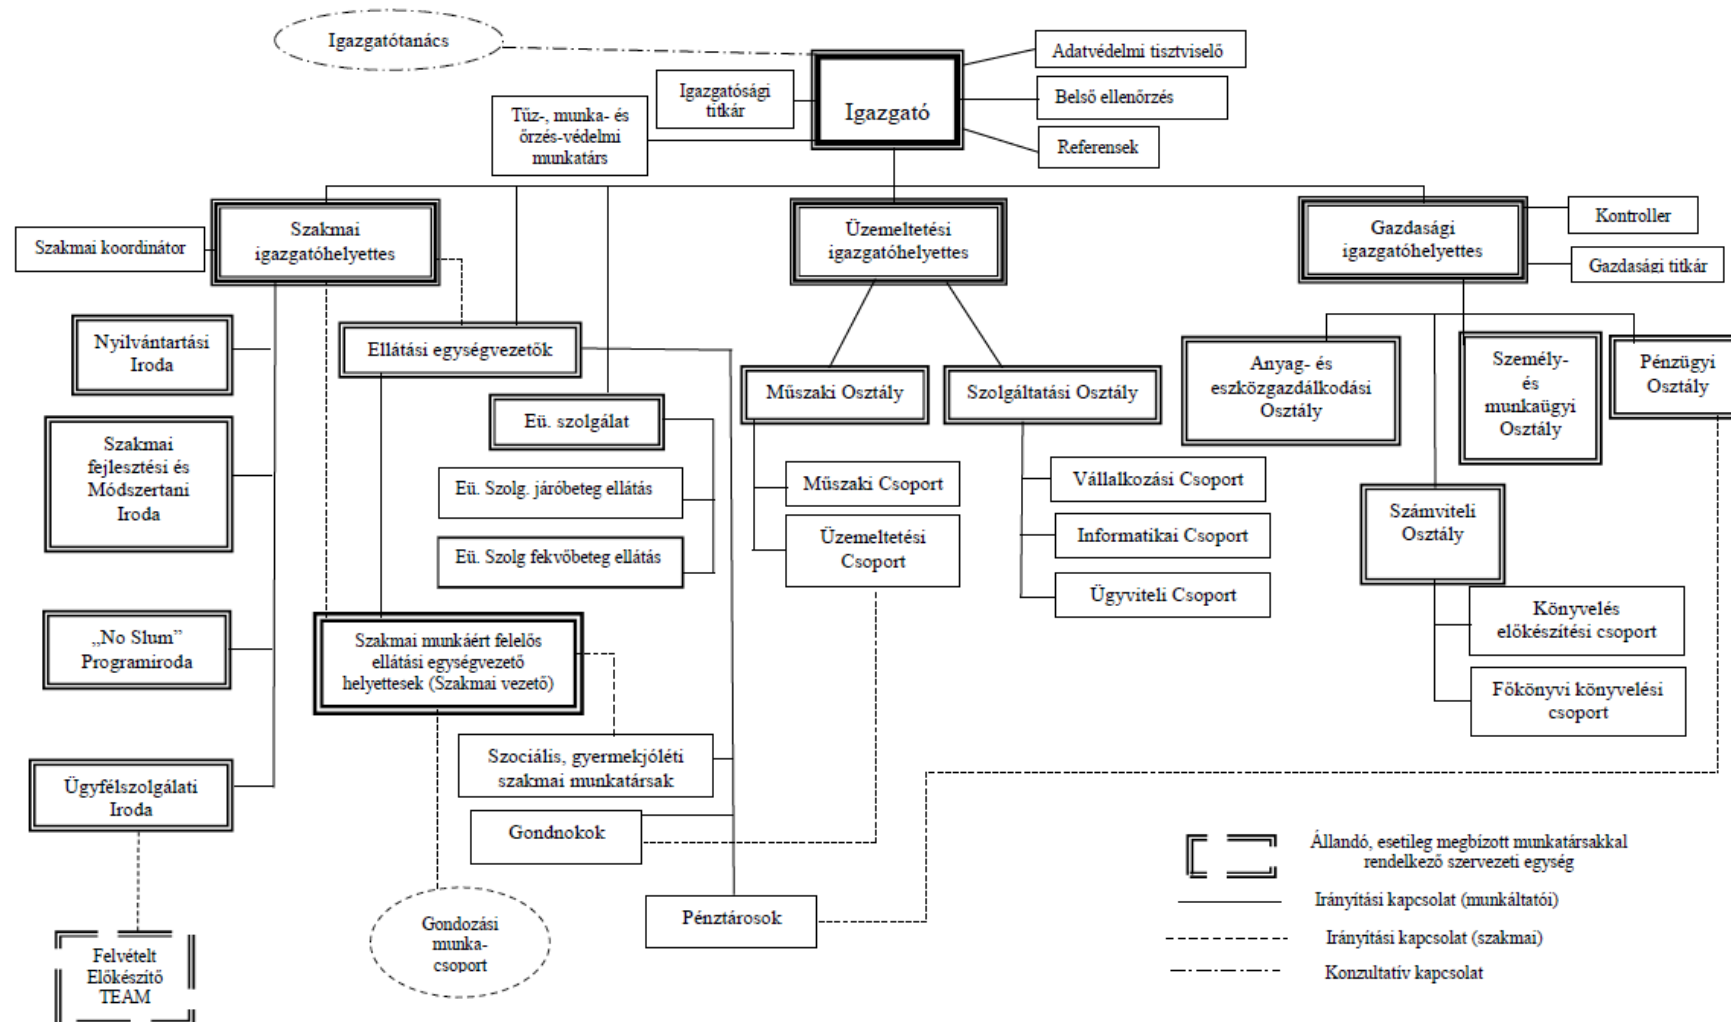 Igazgatótanács
Adatvédelmi tisztviselő
Igazgatósági
titkár
Belső ellenőrzés
Igazgató
Tűz-, munka- és
őrzés-védelmi
munkatárs
Referensek
Szakmai
igazgatóhelyettes
Üzemeltetési
igazgatóhelyettes
Gazdasági
igazgatóhelyettes
Kontroller
Szakmai koordinátor
Gazdasági titkár
Nyilvántartási
Iroda
Ellátási egységvezetők
Anyag- és
eszközgazdálkodási
Osztály
Személy-
és
munkaügyi
Osztály
Pénzügyi
Osztály
Műszaki Osztály
Szolgáltatási Osztály
Eü. szolgálat
Szakmai
fejlesztési és
Módszertani
Iroda
Eü. Szolg. járóbeteg ellátás
Műszaki Csoport
Vállalkozási Csoport
Számviteli
Osztály
Eü. Szolg fekvőbeteg ellátás
Üzemeltetési
Csoport
Informatikai Csoport
Ügyviteli Csoport
Könyvelés
előkészítési csoport
„No Slum”
Programiroda
Szakmai munkáért felelős
ellátási egységvezető
helyettesek (Szakmai vezető)
Főkönyvi könyvelési
csoport
Szociális, gyermekjóléti
szakmai munkatársak
Ügyfélszolgálati
Iroda
Gondnokok
Pénztárosok
Gondozási
munka-
csoport
Felvételt
Előkészítő
TEAM
Állandó, esetileg megbízott munkatársakkal
rendelkező szervezeti egység
Irányítási kapcsolat (munkáltatói)
Irányítási kapcsolat (szakmai)
Konzultatív kapcsolat